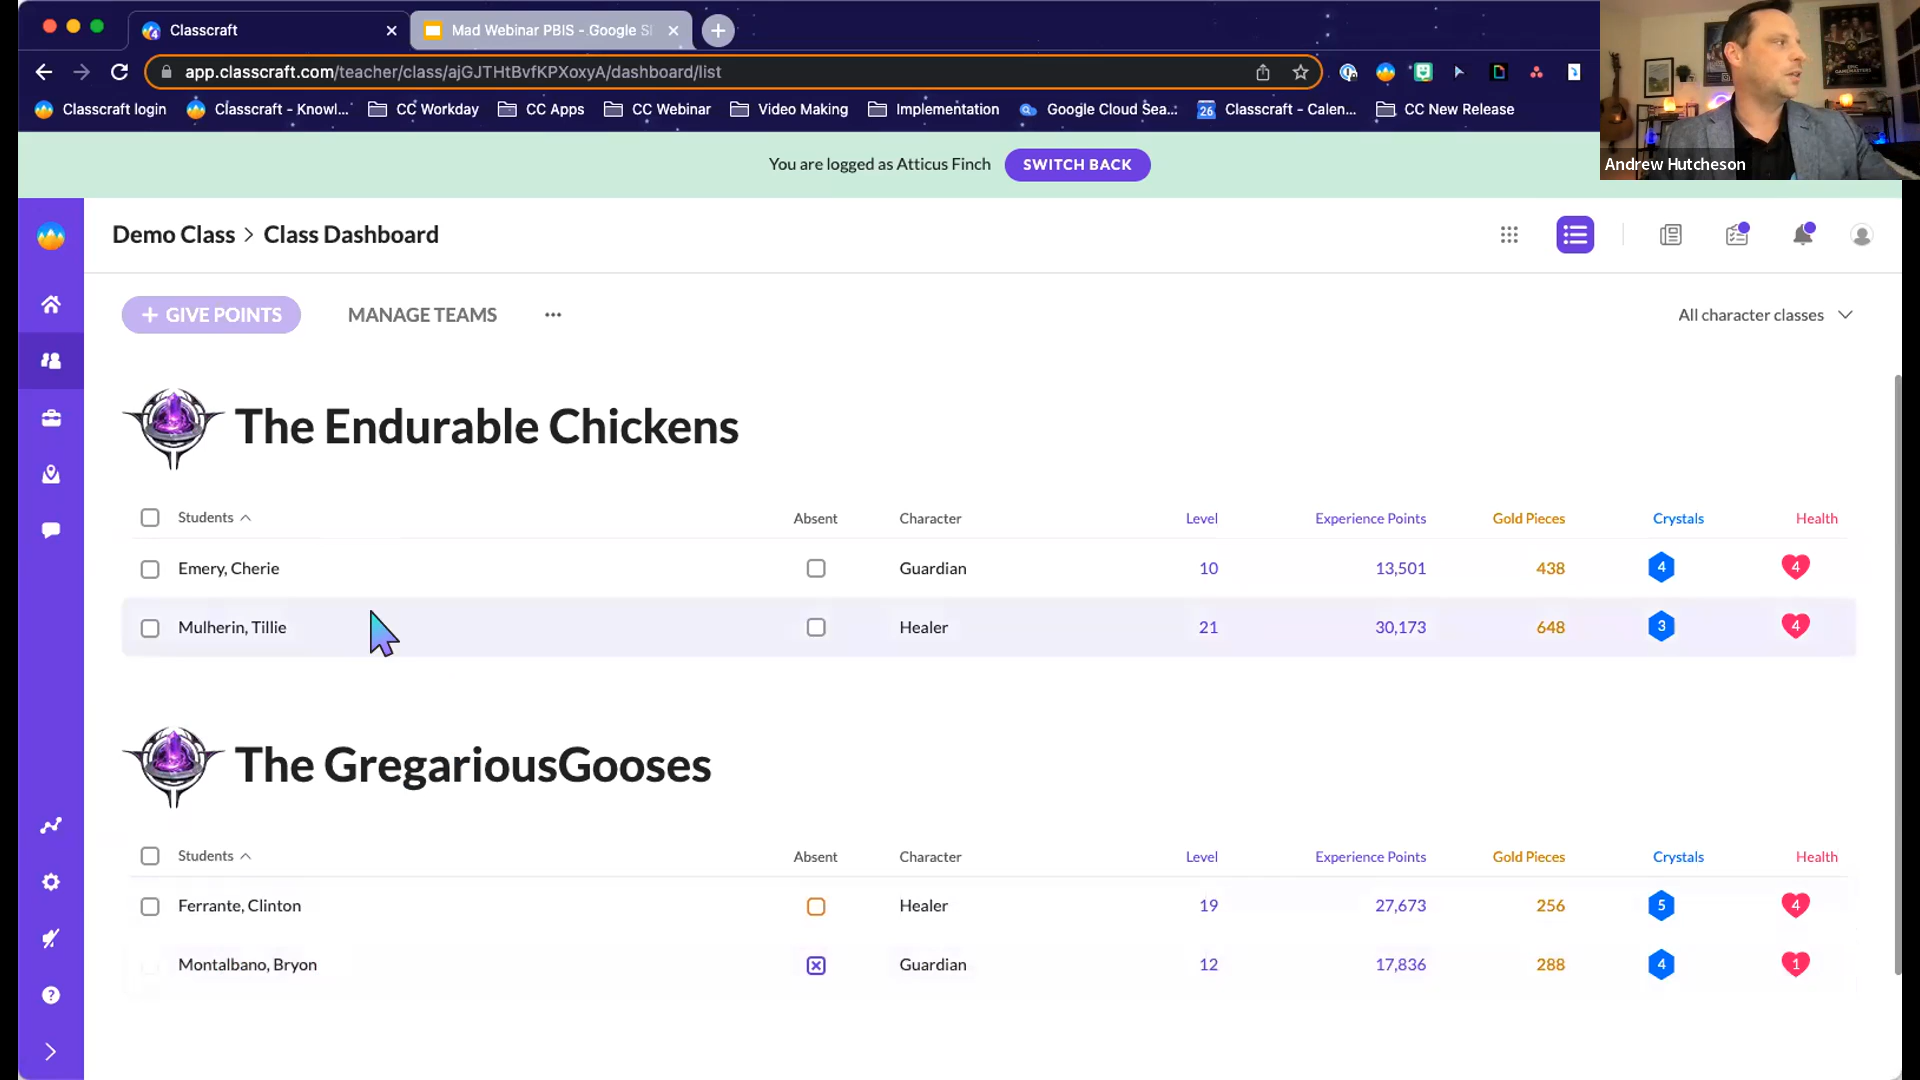 Classcraft
Mad Webinar PBIS - Google Sl
app.classcraft.com/teacher/class/ajGJTHtBvfKPXoxyA/dashboard/list
Classcraft login
Classcraft - Knowl...
CC Workday
CC Apps
CC Webinar
Video Making
Implementation
Google Cloud Sea...
26
Classcraft - Calen...
CC New Release
Andrew Hutcheson
You are logged as Atticus Finch
SWITCH BACK
Demo Class > Class Dashboard
+ GIVE POINTS
MANAGE TEAMS
...
All character classes
The Endurable Chickens
Students Absent Character Level Experience Points Gold Pieces Crystals Health
Emery, Cherie Guardian 10 13,501 438 4 4
Mulherin, Tillie Healer 21 30,173 648 3 4
The GregariousGooses
Students Absent Character Level Experience Points Gold Pieces Crystals Health
Ferrante, Clinton Healer 19 27,673 256 5 4
Montalbano, Bryon Guardian 12 17,836 288 4 1